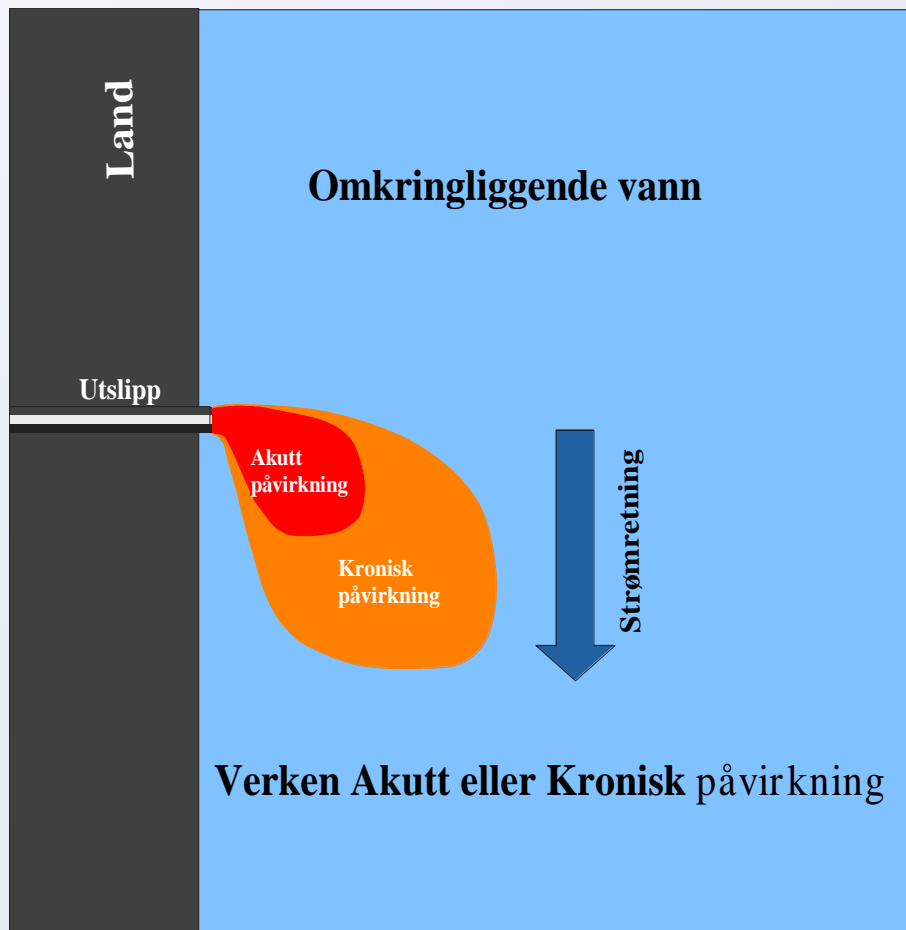 Land
Omkringliggende vann
Utslipp
Akutt
påvirkning
Kronisk
påvirkning
Strømretning
Verken Akutt eller Kronisk påvirkning